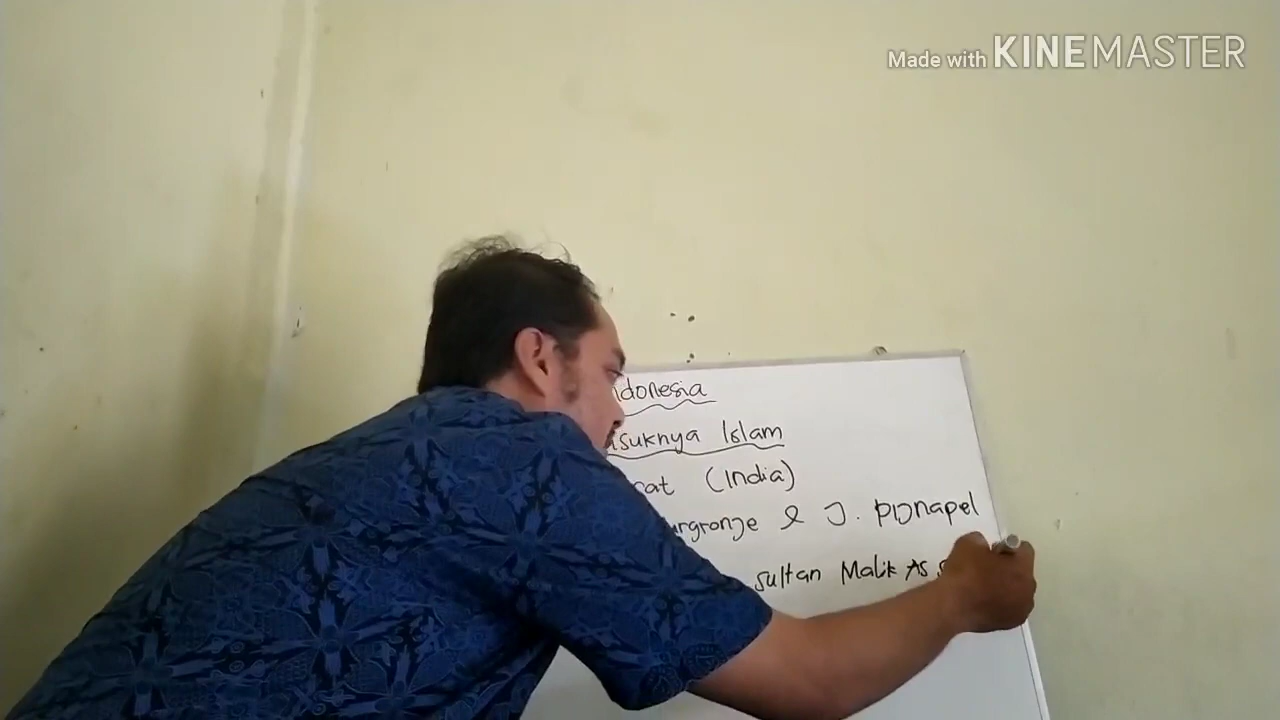 Made with KINEMASTER
ndonesia
asuknya Islam
rat (India)
urgronje & J. Pijnapel
Sultan Malik As S